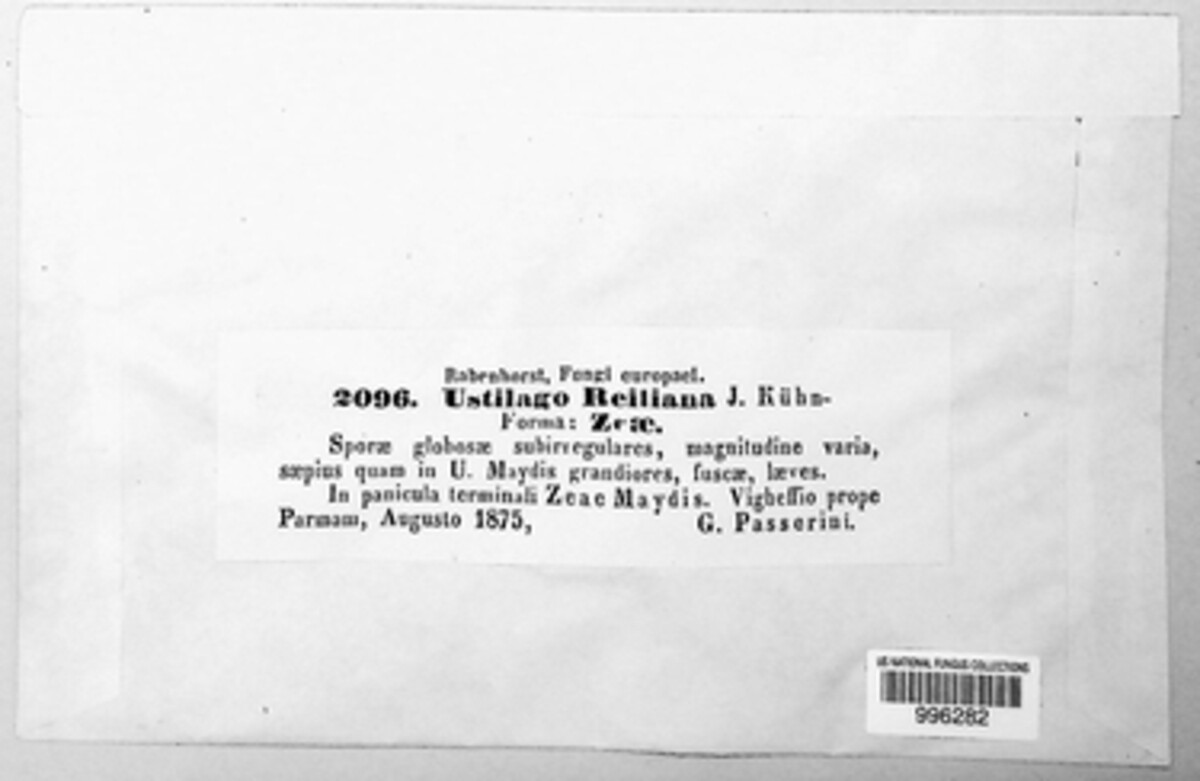 Rabenhorst, Fungi europaei.
2096. Ustilago Reiliana J. Kühn-
Forma: Zeæ.
Sporæ globosæ subirregulares, magnitudine varia,
sæpius quam in U. Maydis grandiores, fuscæ, læves.
In panicula terminali Zeae Maydis. Vigheffio prope
Parmam, Augusto 1875, G. Passerini.
US NATIONAL FUNGUS COLLECTIONS
996282